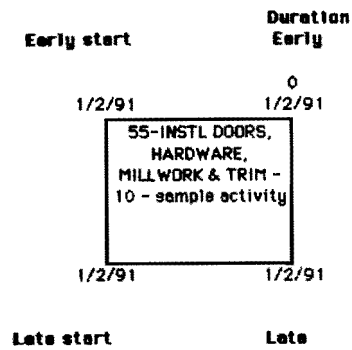 Duration
Early start Early
0
1/2/91 1/2/91
55-INSTL DOORS,
HARDWARE,
MILLWORK & TRIM -
10 - sample activity
1/2/91 1/2/91
Late start Late